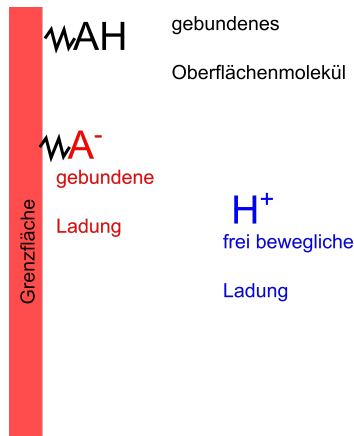 AH
gebundenes
Oberflächenmolekül
A-
gebundene
Ladung
H+
frei bewegliche
Ladung
Grenzfläche